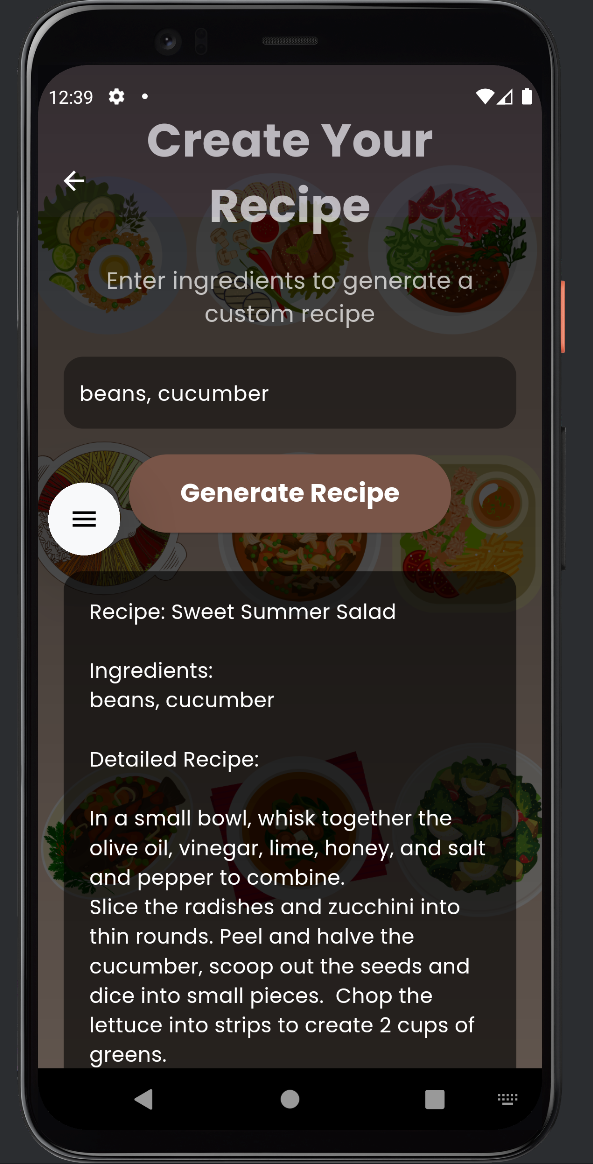 12:39
Create Your
Recipe
Enter ingredients to generate a
custom recipe
beans, cucumber
Generate Recipe
Recipe: Sweet Summer Salad
Ingredients:
beans, cucumber
Detailed Recipe:
In a small bowl, whisk together the
olive oil, vinegar, lime, honey, and salt
and pepper to combine.
Slice the radishes and zucchini into
thin rounds. Peel and halve the
cucumber, scoop out the seeds and
dice into small pieces.  Chop the
lettuce into strips to create 2 cups of
greens.